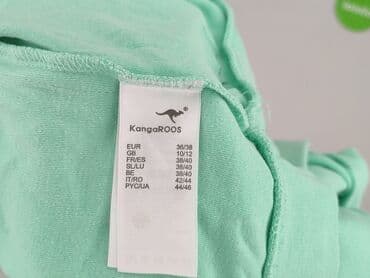 KangaROOS
EUR 36/38
GB 10/12
FR/ES 38/40
SL/LU 38/40
BE 38/40
IT/RO 42/44
PYC/UA 44/46